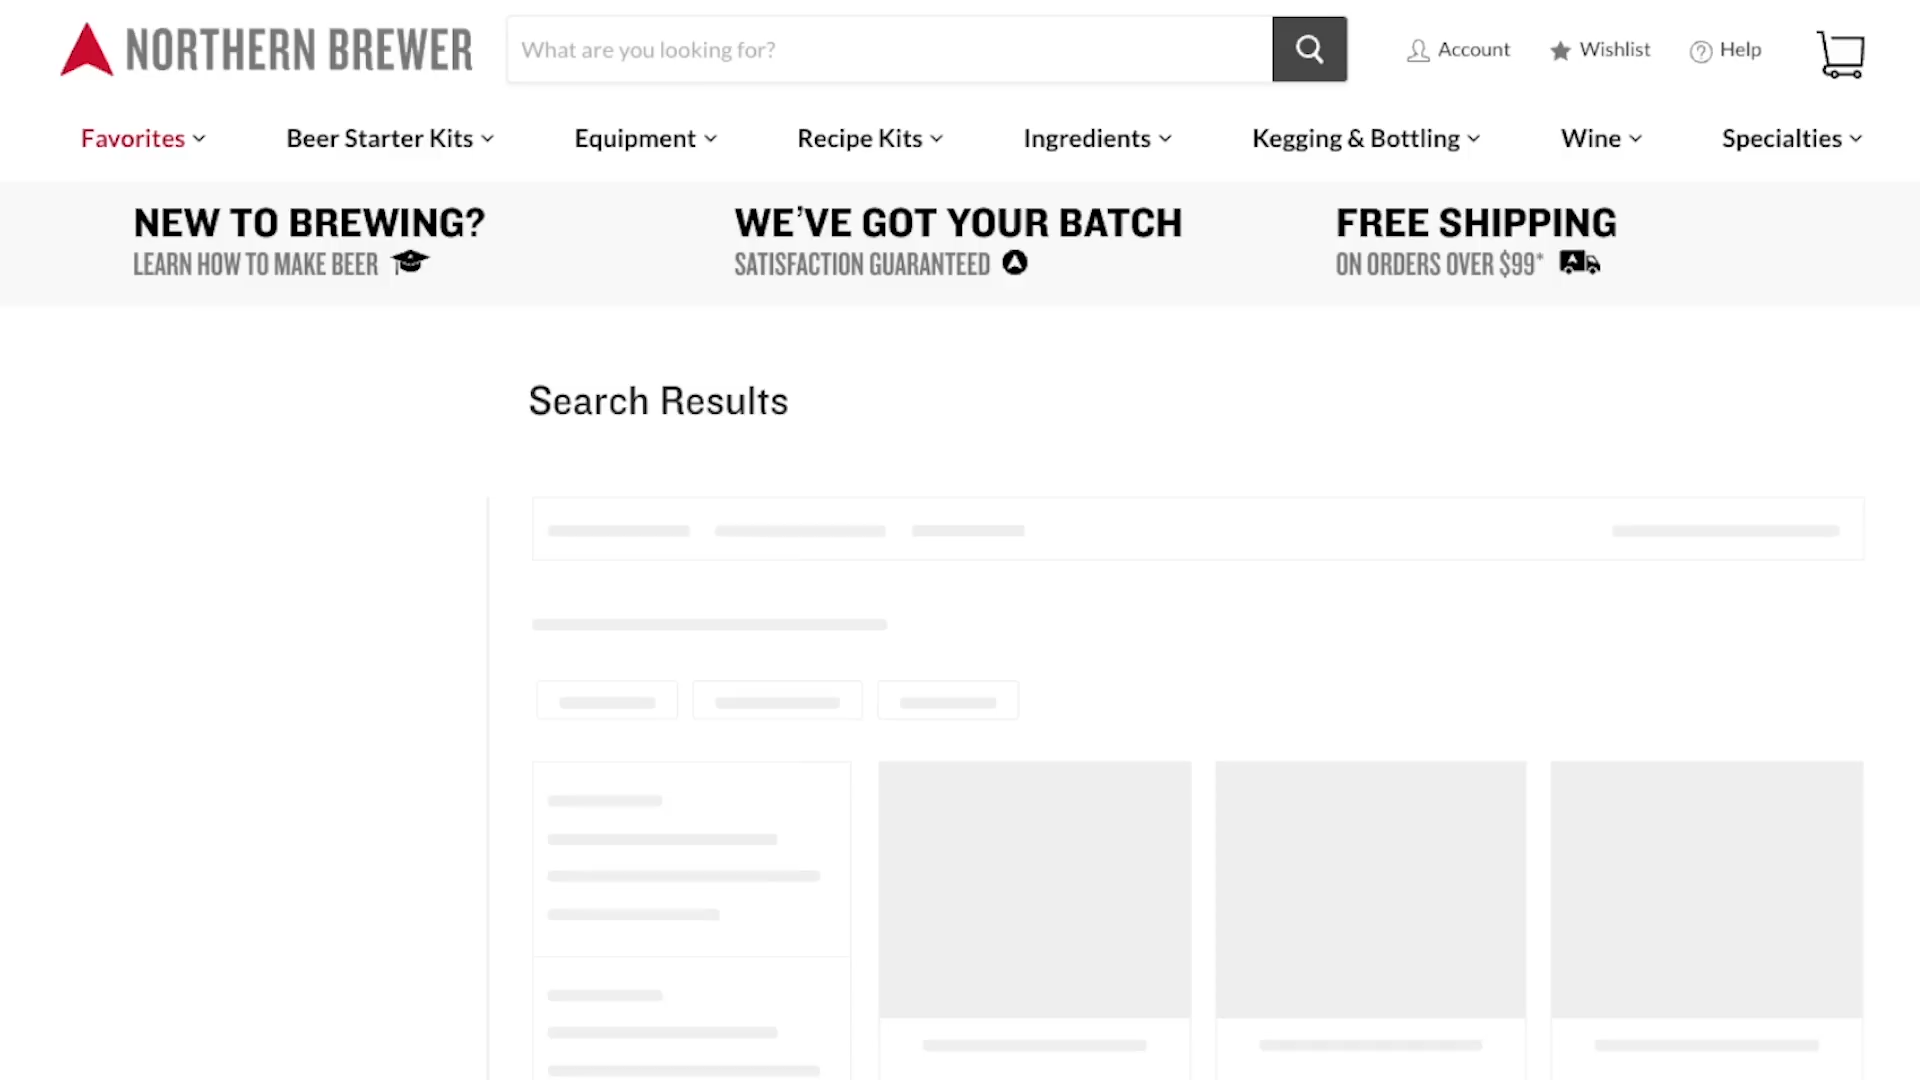 NORTHERN BREWER
What are you looking for?
Account
Wishlist
Help
Favorites
Beer Starter Kits
Equipment
Recipe Kits
Ingredients
Kegging & Bottling
Wine
Specialties
NEW TO BREWING?
LEARN HOW TO MAKE BEER
WE'VE GOT YOUR BATCH
SATISFACTION GUARANTEED
FREE SHIPPING
ON ORDERS OVER $99*
Search Results